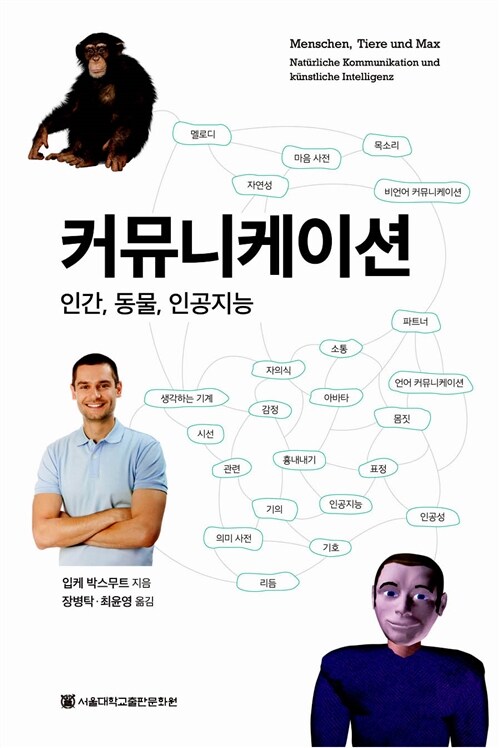 Menschen, Tiere und Max
Natürliche Kommunikation und
künstliche Intelligenz
멜로디
목소리
마음 사전
자연성
비언어 커뮤니케이션
커뮤니케이션
인간, 동물, 인공지능
파트너
소통
자의식
언어 커뮤니케이션
생각하는 기계
아바타
감정
몸짓
시선
흉내내기
관련
표정
기의
인공지능
인공성
의미 사전
기호
리듬
입케 박스무트 지음
장병탁·최윤영 옮김
서울대학교출판문화원